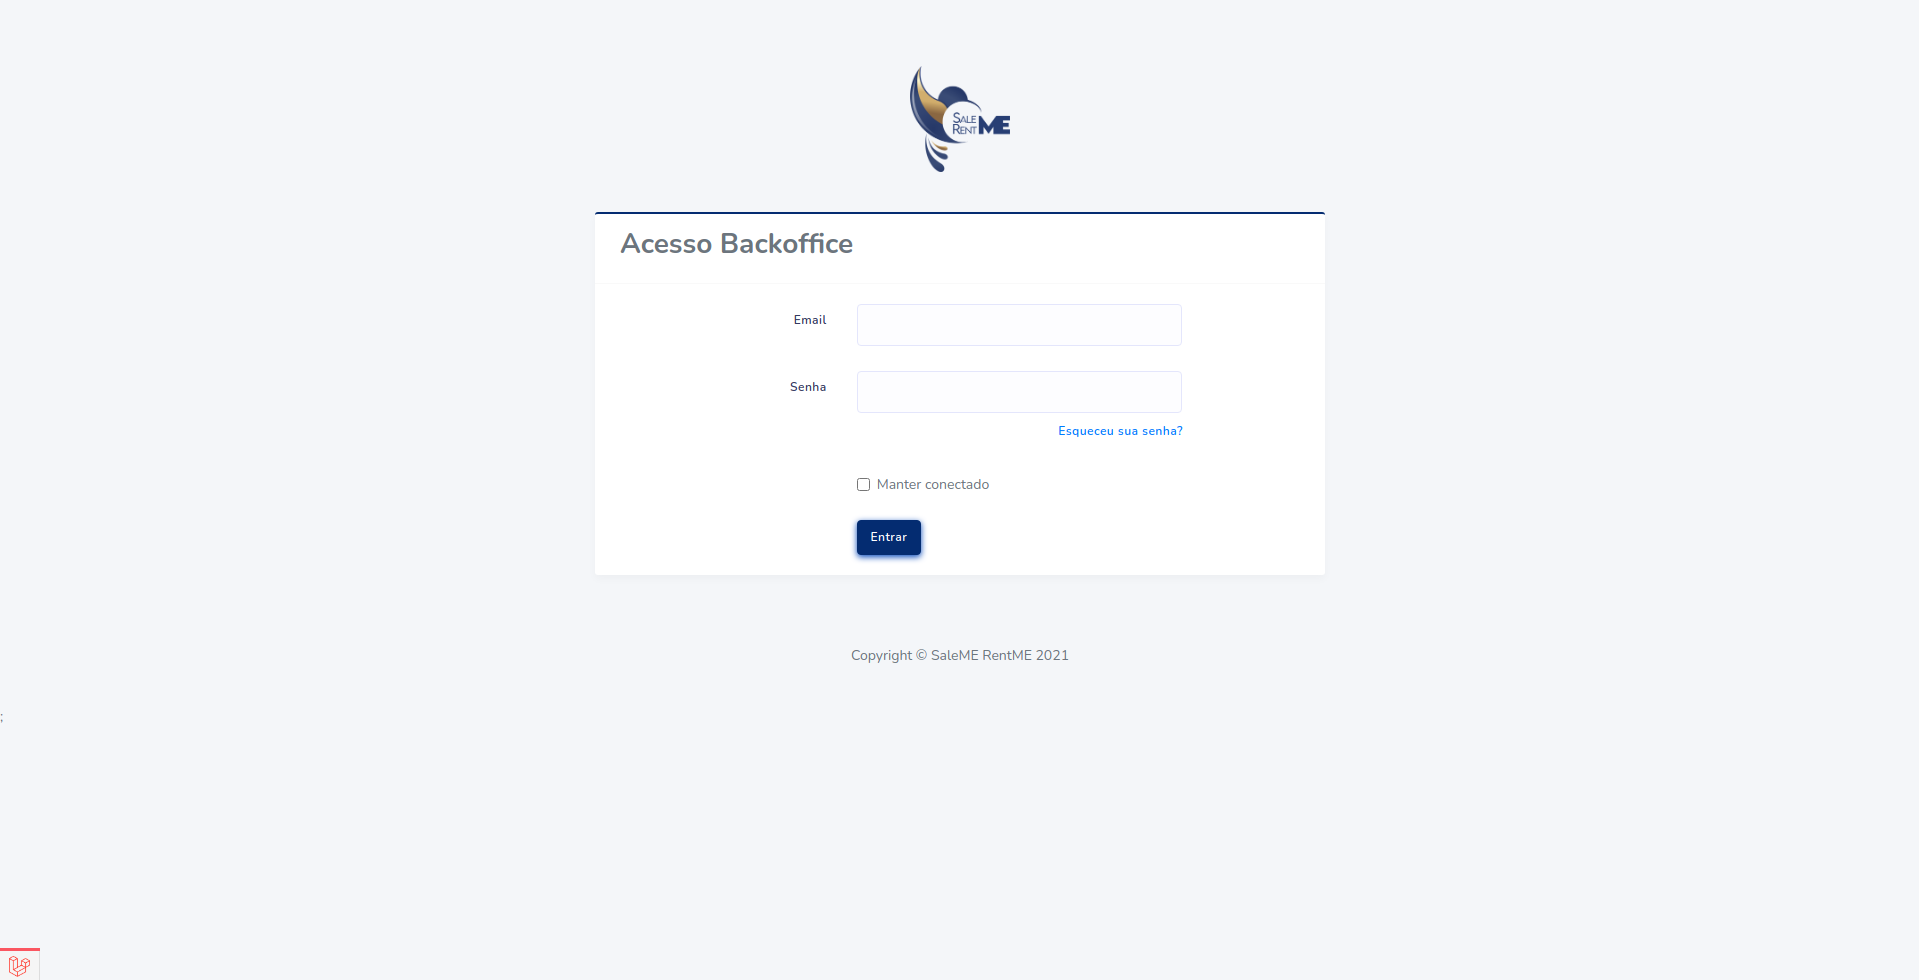 SALE
RENT ME
Acesso Backoffice
Email
Senha
Esqueceu sua senha?
Manter conectado
Entrar
Copyright © SaleME RentME 2021
;